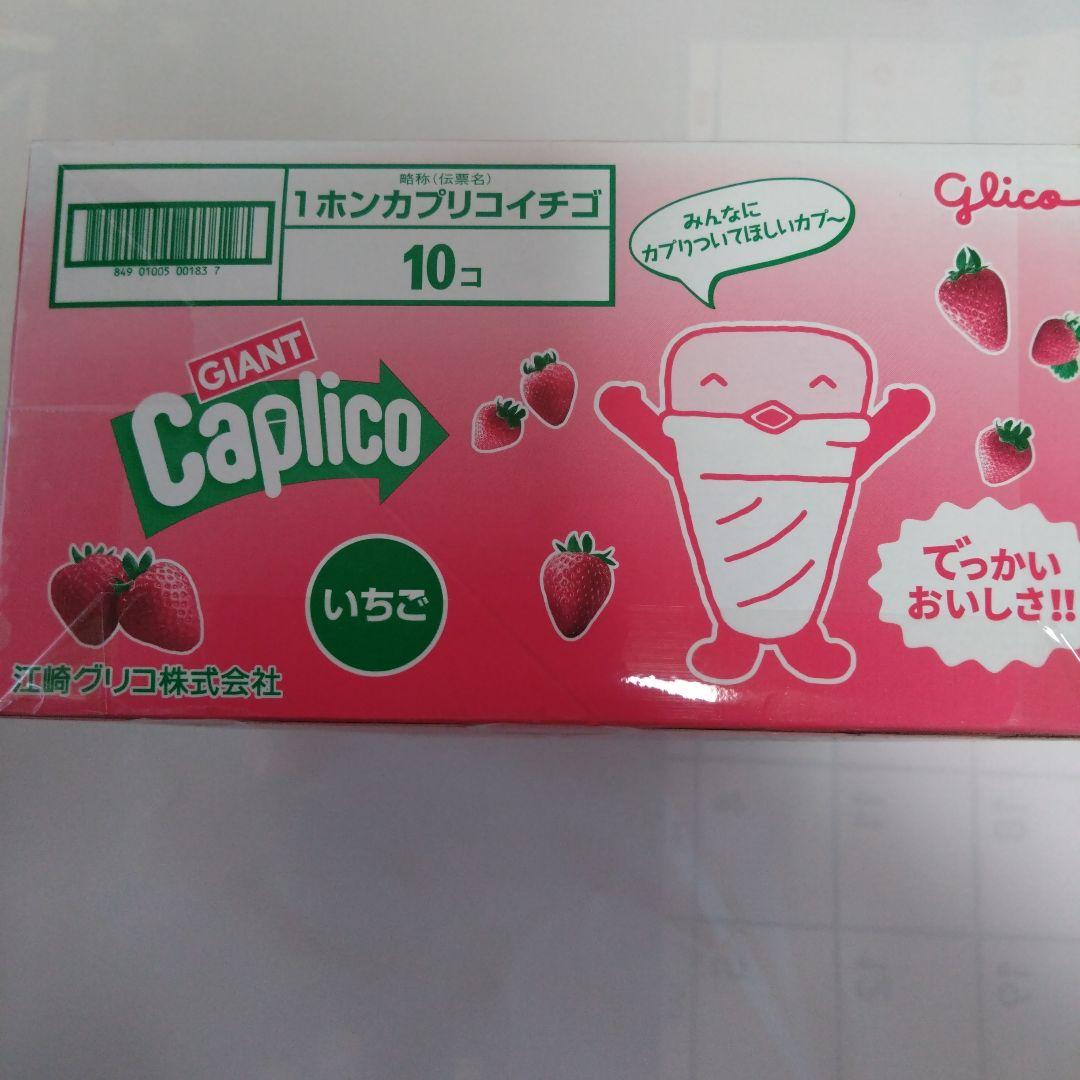 略称(伝票名)
1ホンカプリコイチゴ
10コ
849 01005 00183 7
みんなに
カプりついてほしいカプ〜
glico
GIANT
Caplico
いちご
でっかい
おいしさ!!
江崎グリコ株式会社